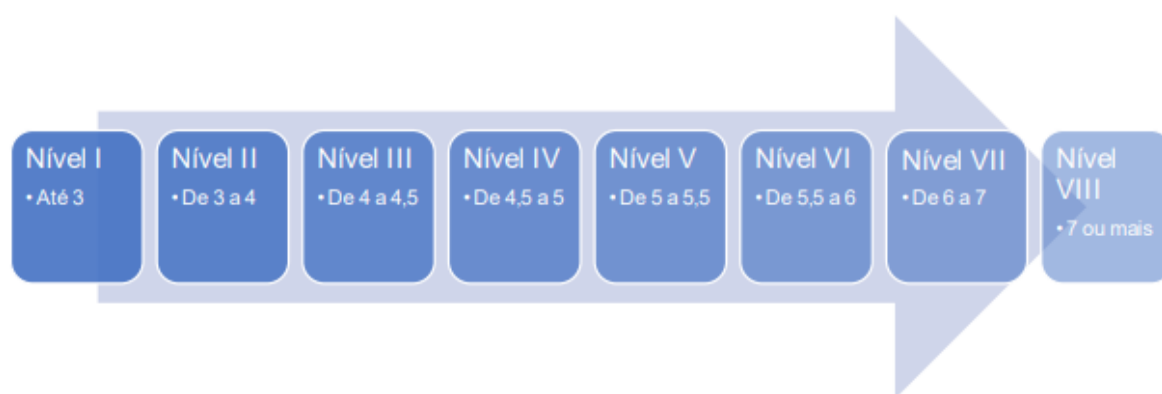 Nível I
• Até 3
Nível II
• De 3 a 4
Nível III
• De 4 a 4,5
Nível IV
• De 4,5 a 5
Nível V
• De 5 a 5,5
Nível VI
• De 5,5 a 6
Nível VII
• De 6 a 7
Nível
VIII
• 7 ou mais